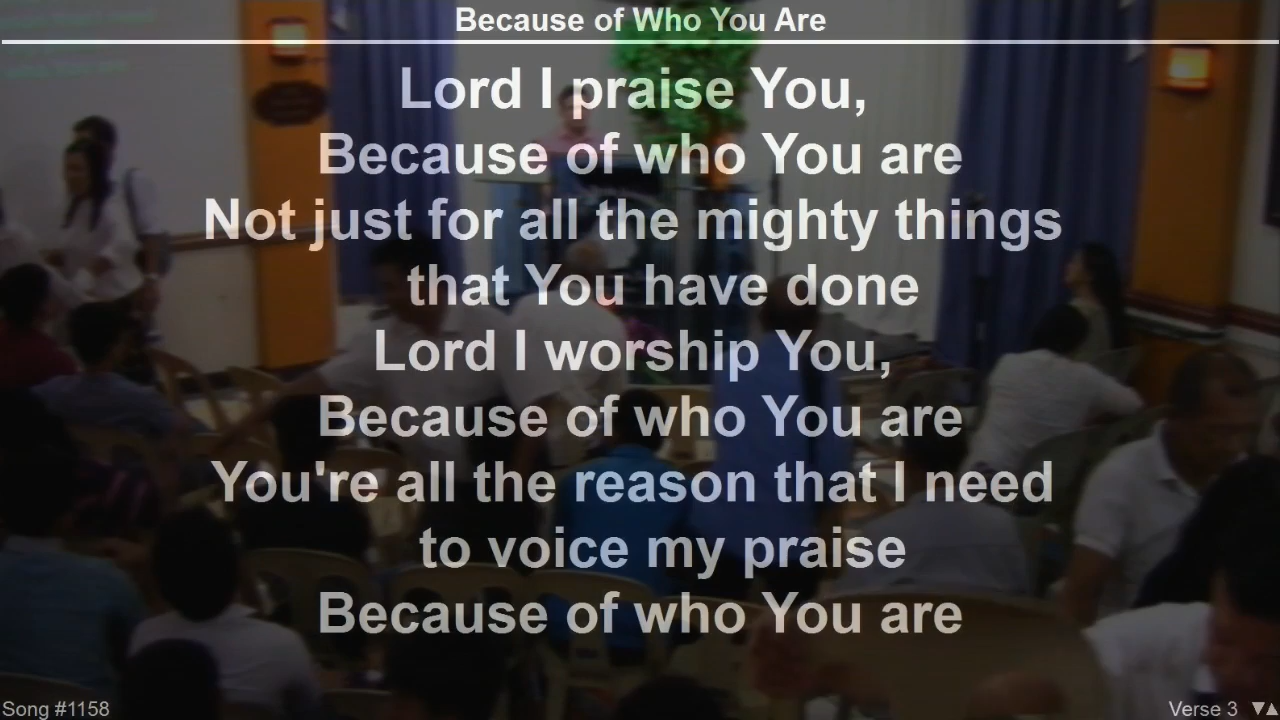 Because of Who You Are
Lord I praise You,
Because of who You are
Not just for all the mighty things
that You have done
Lord I worship You,
Because of who You are
You're all the reason that I need
to voice my praise
Because of who You are
Song #1158
Verse 3 ▼▲